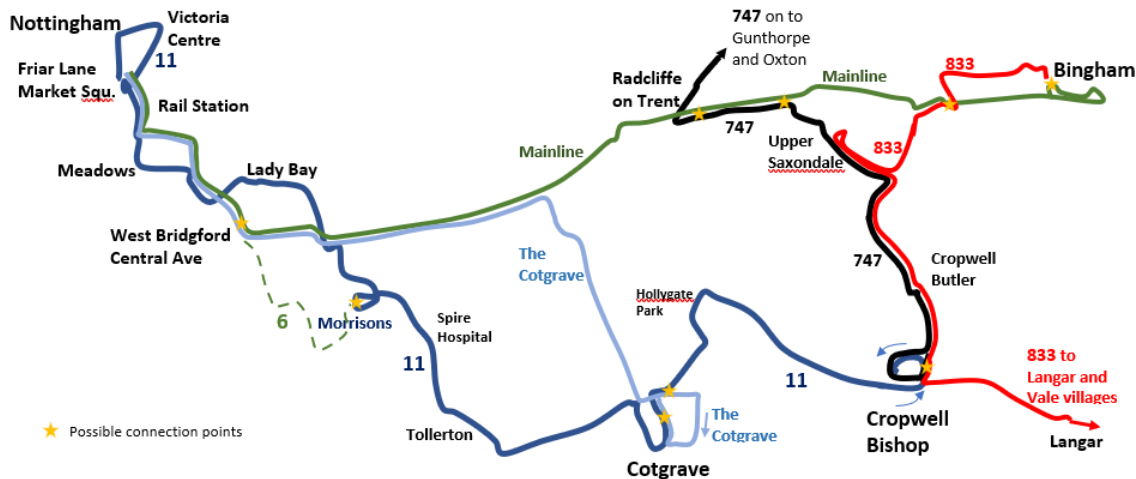 Nottingham
Victoria
Centre
11
Friar Lane
Market Squ.
Rail Station
Meadows
Lady Bay
West Bridgford
Central Ave
6
Morrisons
Spire
Hospital
11
Tollerton
Mainline
The
Cotgrave
Hollygate
Park
The
Cotgrave
Cotgrave
11
747 on to
Gunthorpe
and Oxton
Radcliffe
on Trent
747
Mainline
833
Bingham
Upper
Saxondale
833
747
Cropwell
Butler
833 to
Langar and
Vale villages
Cropwell
Bishop
Langar
Possible connection points